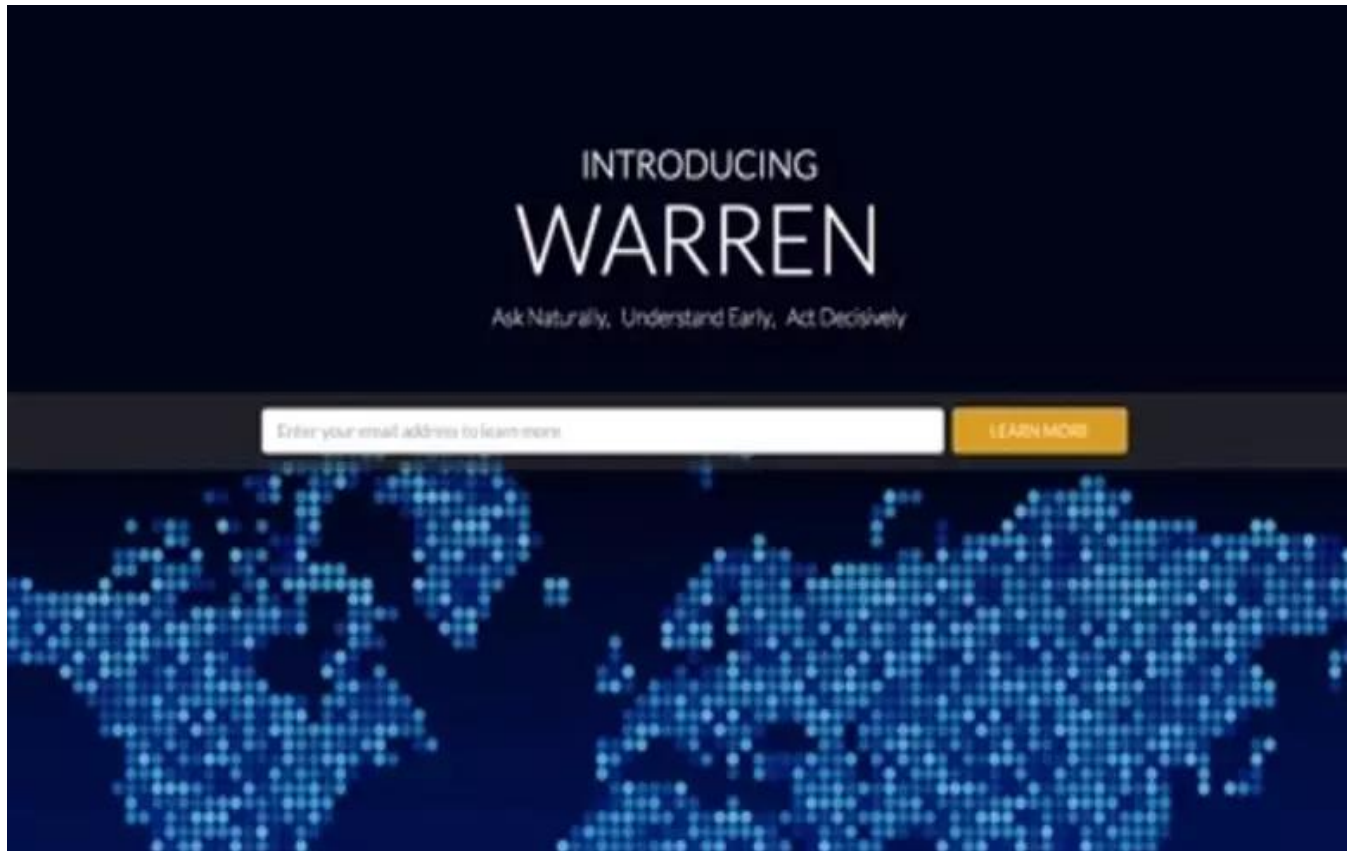 INTRODUCING
WARREN
Ask Naturally, Understand Early, Act Decisively
Enter your email address to learn more
LEARN MORE